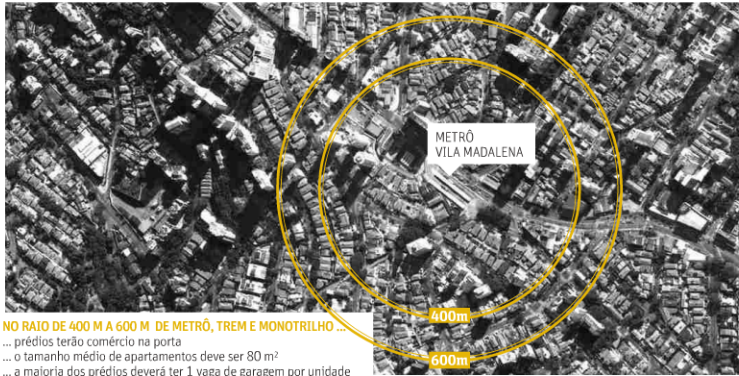 METRÔ
VILA MADALENA
400m
600m
NO RAIO DE 400 M A 600 M DE METRÔ, TREM E MONOTRILHO ...
... prédios terão comércio na porta
... o tamanho médio de apartamentos deve ser 80 m²
... a maioria dos prédios deverá ter 1 vaga de garagem por unidade